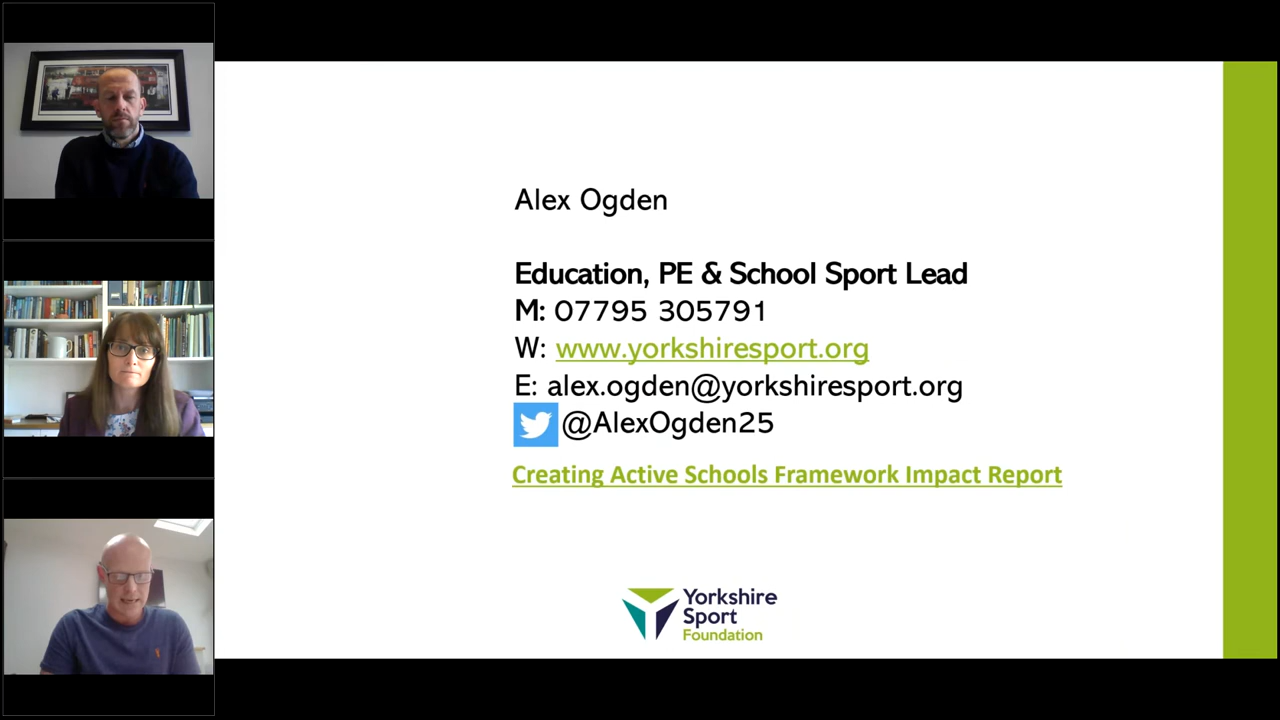 Alex Ogden
Education, PE & School Sport Lead
M: 07795 305791
W: www.yorkshiresport.org
E: alex.ogden@yorkshiresport.org
@AlexOgden25
Creating Active Schools Framework Impact Report
Yorkshire
Sport
Foundation